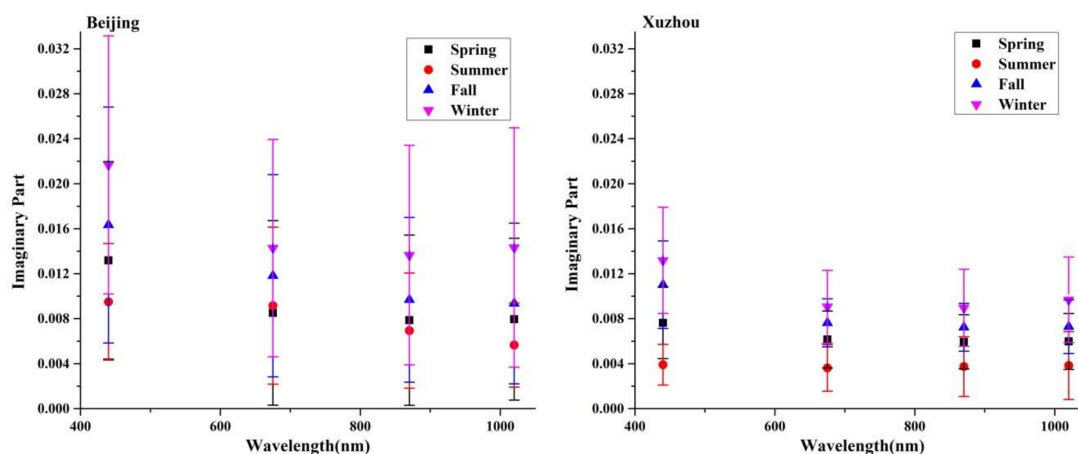 Beijing
0.032
0.028
0.024
0.020
0.016
0.012
0.008
0.004
0.000
Imaginary Part
400
600
800
1000
Wavelength(nm)
Spring
Summer
Fall
Winter
Xuzhou
0.032
0.028
0.024
0.020
0.016
0.012
0.008
0.004
0.000
Imaginary Part
400
600
800
1000
Wavelength(nm)
Spring
Summer
Fall
Winter